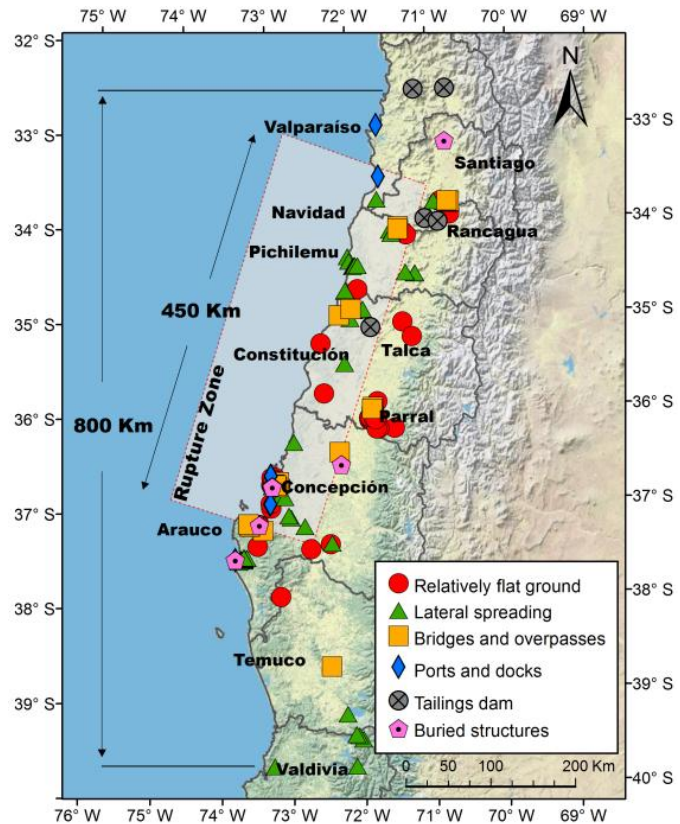 75° W 74° W 73° W 72° W 71° W 70° W 69° W
32° S
33° S
34° S
35° S
36° S
37° S
38° S
39° S
33° S
34° S
35° S
36° S
37° S
38° S
39° S
40° S
N
Valparaíso
Santiago
Navidad
Rancagua
Pichilemu
450 Km
Constitución
Talca
800 Km
Parral
Rupture Zone
Concepción
Arauco
Temuco
Valdivia
Relatively flat ground
Lateral spreading
Bridges and overpasses
Ports and docks
Tailings dam
Buried structures
0 50 100 200 Km
76° W 75° W 74° W 73° W 72° W 71° W 70° W 69° W